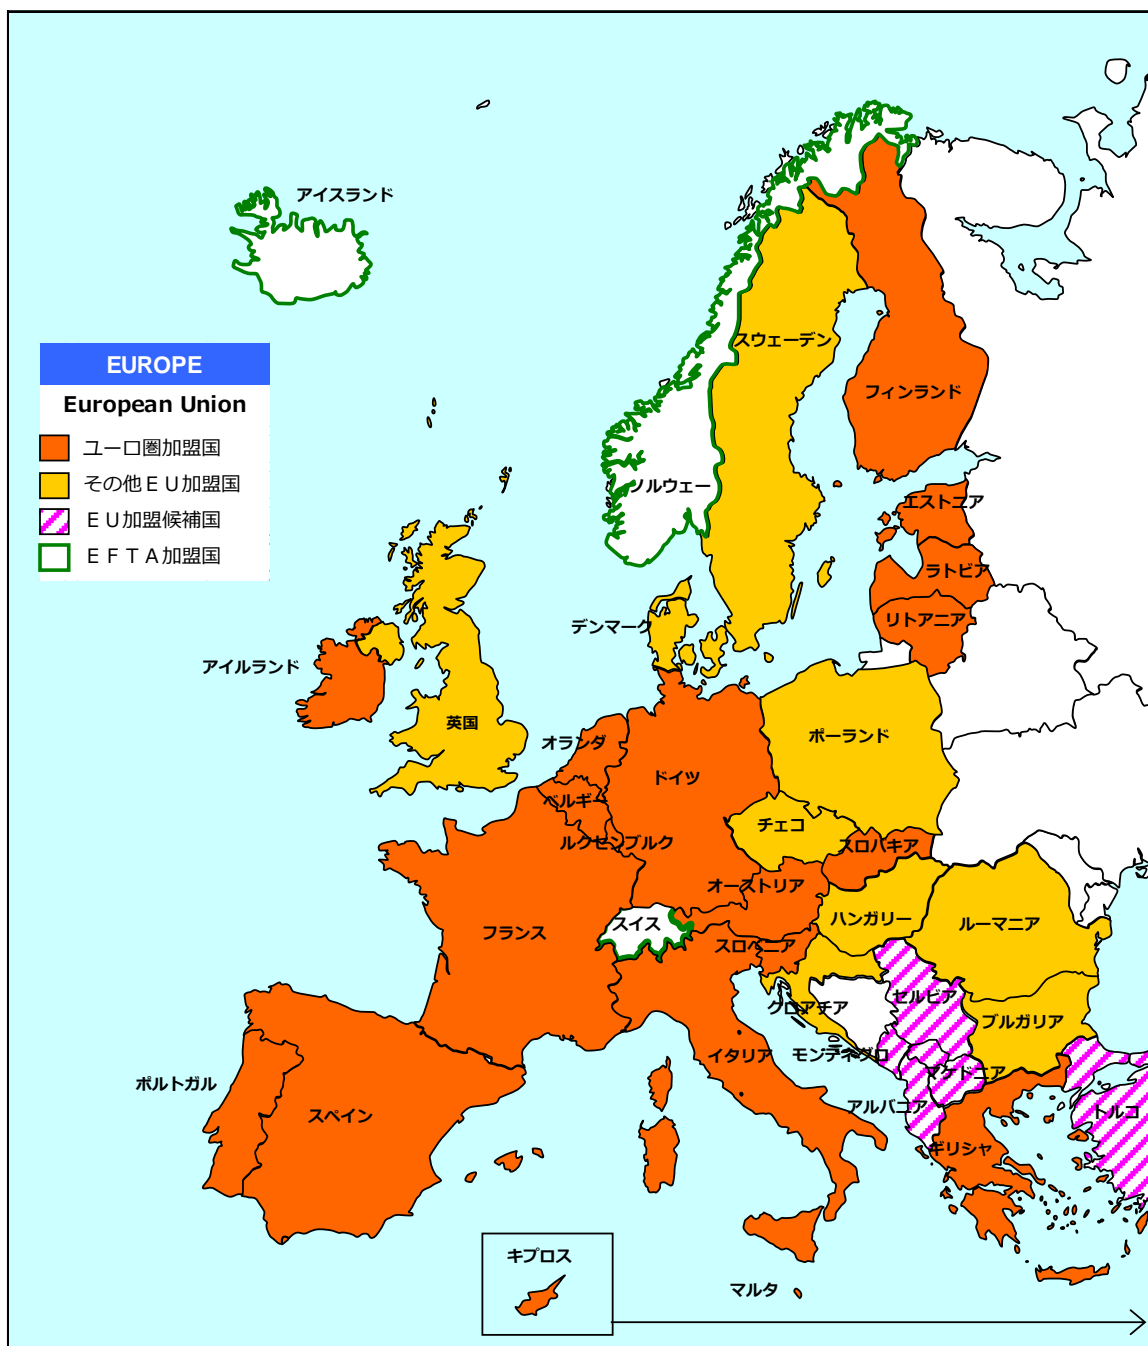 アイスランド
EUROPE
European Union
ユーロ圏加盟国
その他ＥＵ加盟国
ＥＵ加盟候補国
ＥＦＴＡ加盟国
スウェーデン
フィンランド
ノルウェー
エストニア
ラトビア
リトアニア
デンマーク
アイルランド
英国
オランダ
ポーランド
ドイツ
ベルギー
チェコ
ルクセンブルク
スロバキア
オーストリア
スイス
ハンガリー
ルーマニア
フランス
スロベニア
セルビア
クロアチア
ブルガリア
モンテネグロ
イタリア
マケドニア
ポルトガル
スペイン
アルバニア
トルコ
ギリシャ
キプロス
マルタ